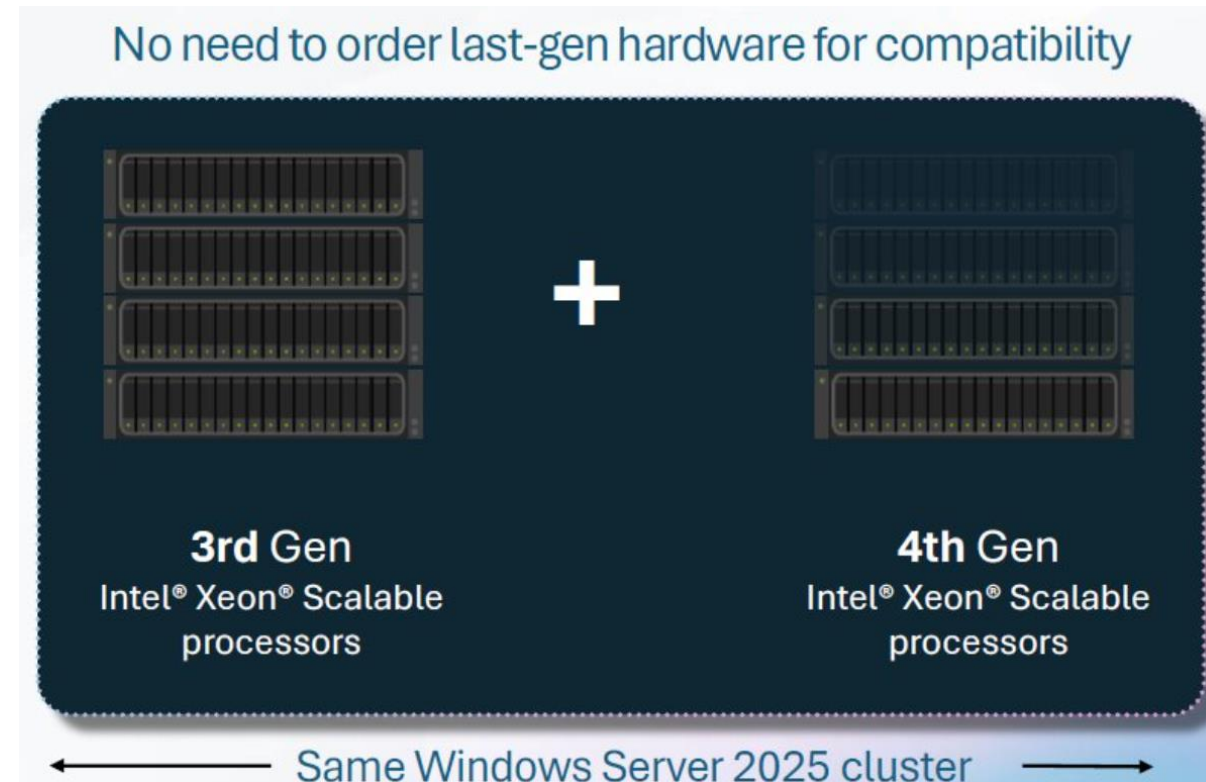 No need to order last-gen hardware for compatibility
+
3rd Gen
Intel® Xeon® Scalable
processors
4th Gen
Intel® Xeon® Scalable
processors
Same Windows Server 2025 cluster